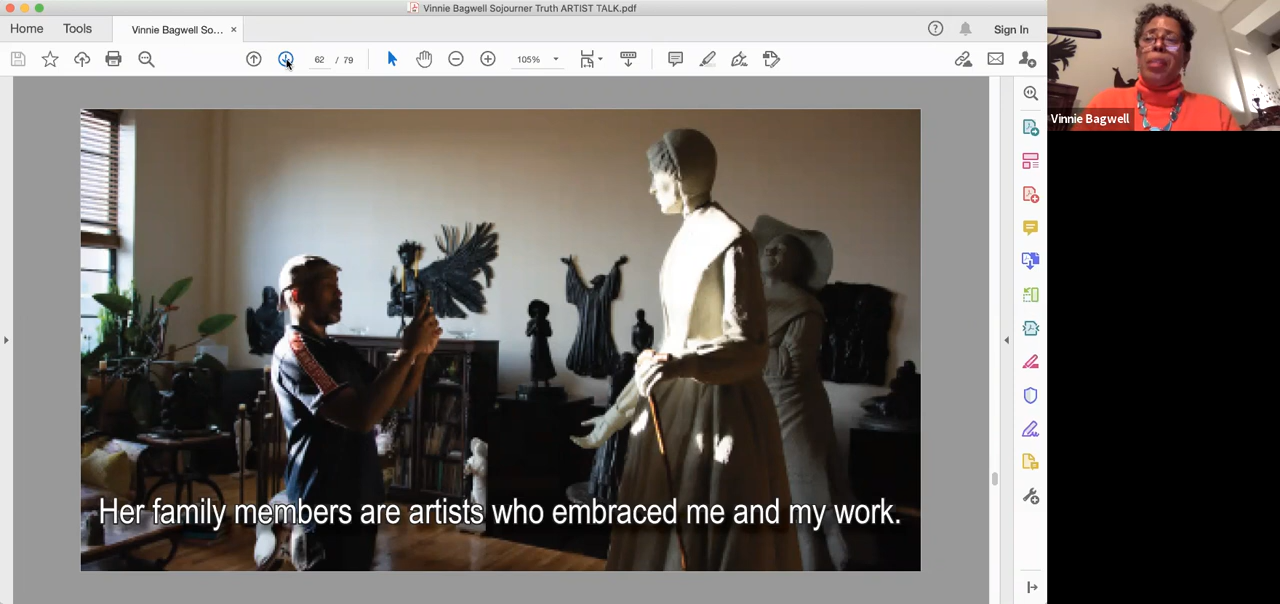 Vinnie Bagwell Sojourner Truth ARTIST TALK.pdf
Home
Tools
Vinnie Bagwell So...
Sign In
62 / 79
105%
Vinnie Bagwell
Her family members are artists who embraced me and my work.